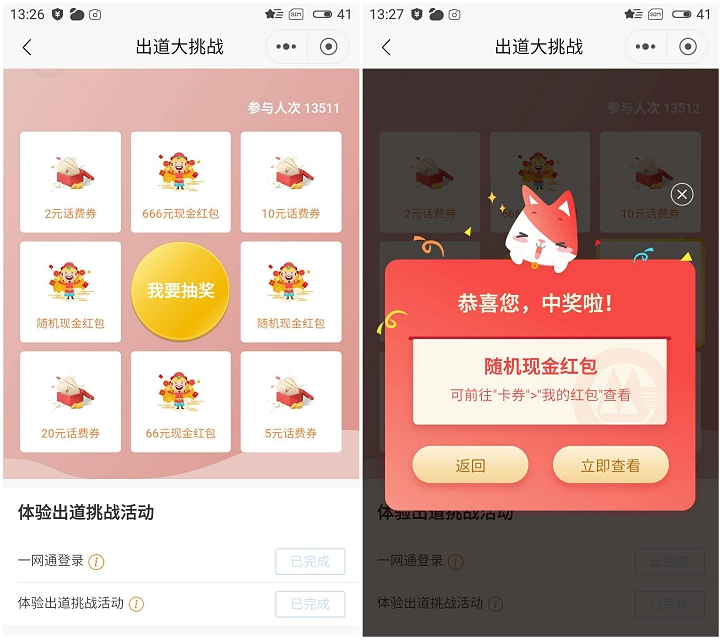 13:26
SIM
41
出道大挑战
参与人次 13511
2元话费券
666元现金红包
10元话费券
随机现金红包
我要抽奖
随机现金红包
20元话费券
66元现金红包
5元话费券
体验出道挑战活动
一网通登录
已完成
体验出道挑战活动
已完成
13:27
SIM
41
出道大挑战
参与人次 13512
2元话费券
10元话费券
恭喜您，中奖啦！
随机现金红包
可前往"卡券">"我的红包"查看
返回
立即查看
体验出道挑战活动
一网通登录
已完成
体验出道挑战活动
已完成